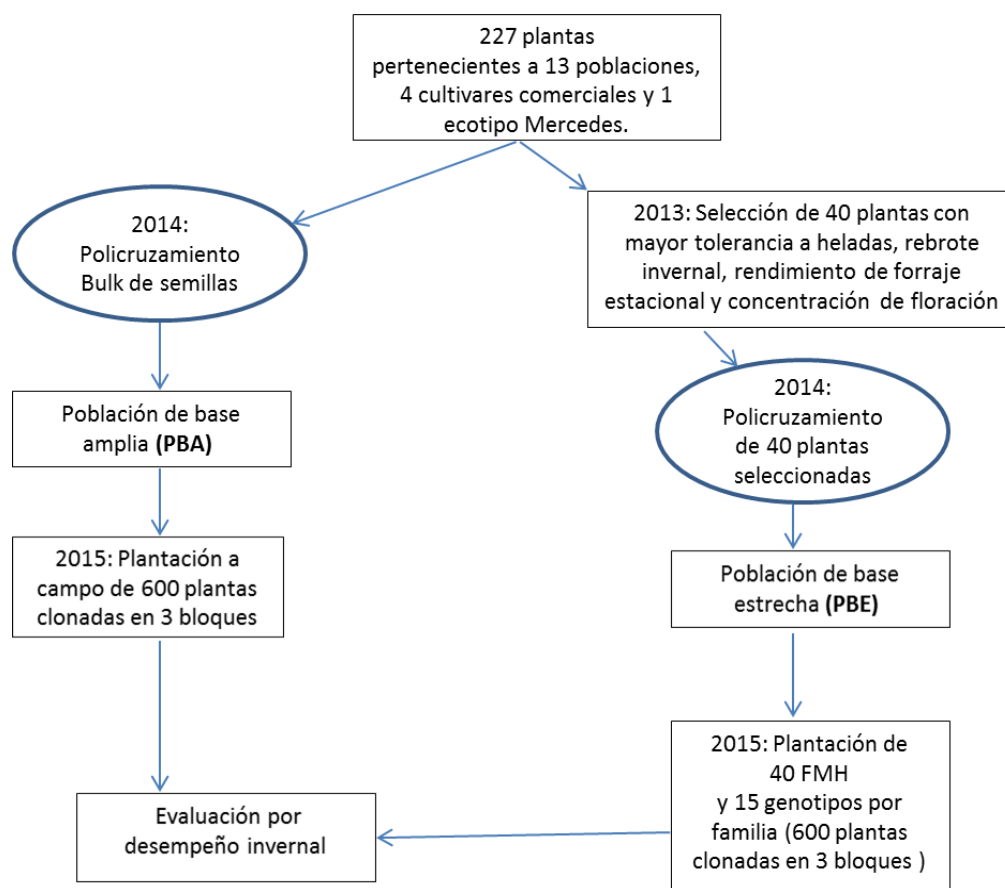 227 plantas
pertenecientes a 13 poblaciones,
4 cultivares comerciales y 1
ecotipo Mercedes.
2014:
Policruzamiento
Bulk de semillas
2013: Selección de 40 plantas con
mayor tolerancia a heladas, rebrote
invernal, rendimiento de forraje
estacional y concentración de floración
Población de base
amplia (PBA)
2014:
Policruzamiento
de 40 plantas
seleccionadas
2015: Plantación a
campo de 600 plantas
clonadas en 3 bloques
Población de base
estrecha (PBE)
Evaluación por
desempeño invernal
2015: Plantación de
40 FMH
y 15 genotipos por
familia (600 plantas
clonadas en 3 bloques )